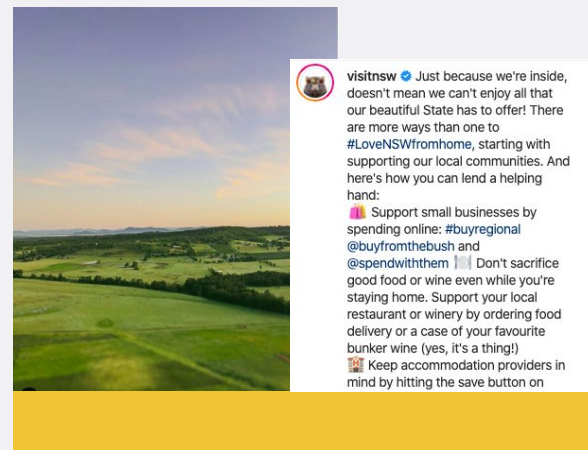 visitnsw Just because we're inside,
doesn't mean we can't enjoy all that
our beautiful State has to offer! There
are more ways than one to
#LoveNSWfromhome, starting with
supporting our local communities. And
here's how you can lend a helping
hand:
🛍️ Support small businesses by
spending online: #buyregional
@buyfromthebush and
@spendwiththem 🍽️ Don't sacrifice
good food or wine even while you're
staying home. Support your local
restaurant or winery by ordering food
delivery or a case of your favourite
bunker wine (yes, it's a thing!)
🏨 Keep accommodation providers in
mind by hitting the save button on